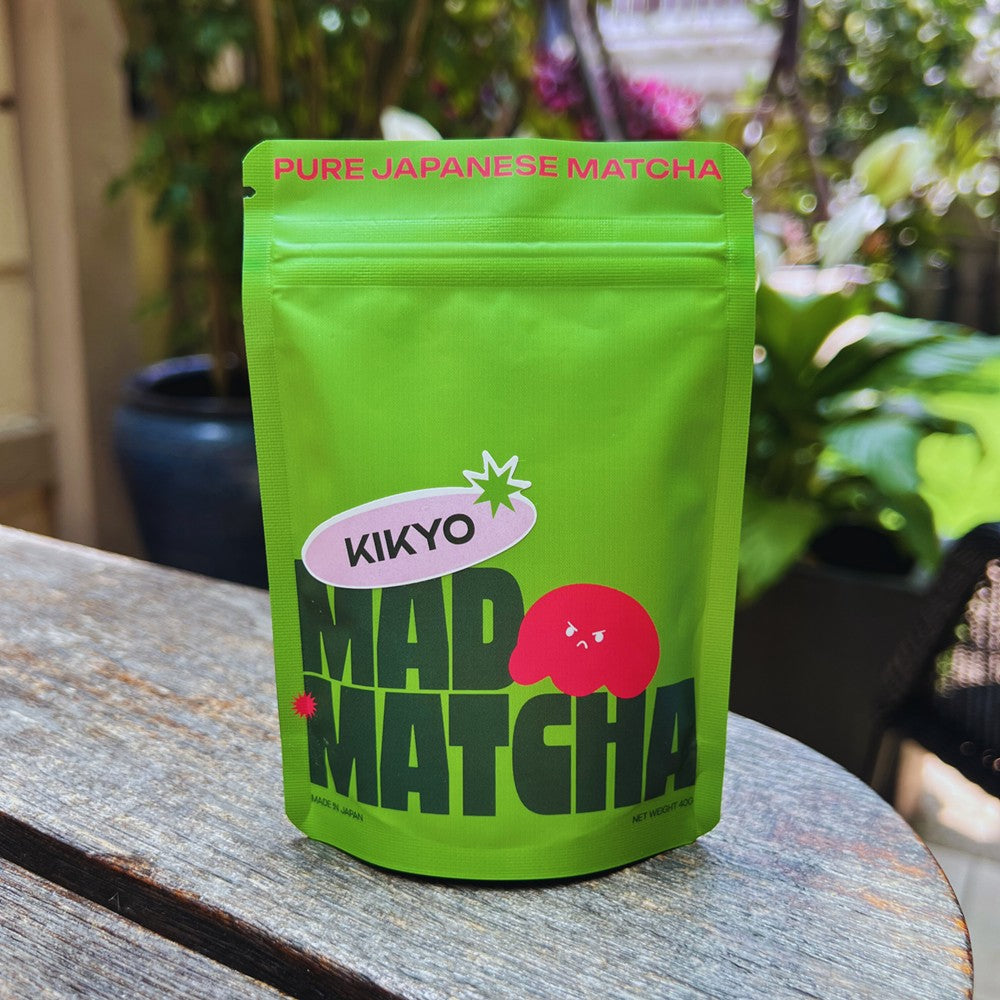 PURE JAPANESE MATCHA
KIKYO
MAD
MATCHA
MADE IN JAPAN
NET WEIGHT 40G